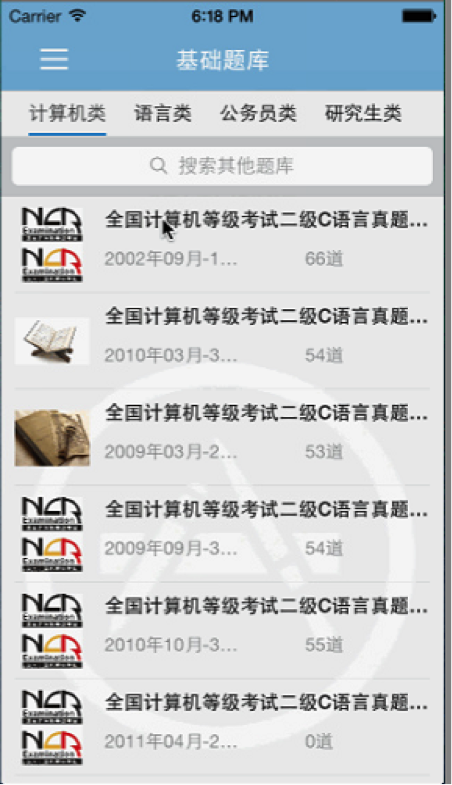 Carrier 6:18 PM
基础题库
计算机类 语言类 公务员类 研究生类
搜索其他题库
全国计算机等级考试二级C语言真题...
NCR
Examination
2002年09月-1... 66道
NCR
Examination
全国计算机等级考试二级C语言真题...
2010年03月-3... 54道
全国计算机等级考试二级C语言真题...
2009年03月-2... 53道
全国计算机等级考试二级C语言真题...
NCR
Examination
2009年09月-3... 54道
NCR
Examination
全国计算机等级考试二级C语言真题...
NCR
Examination
2010年10月-3... 55道
NCR
Examination
全国计算机等级考试二级C语言真题...
NCR
Examination
2011年04月-2... 0道
NCR
Examination